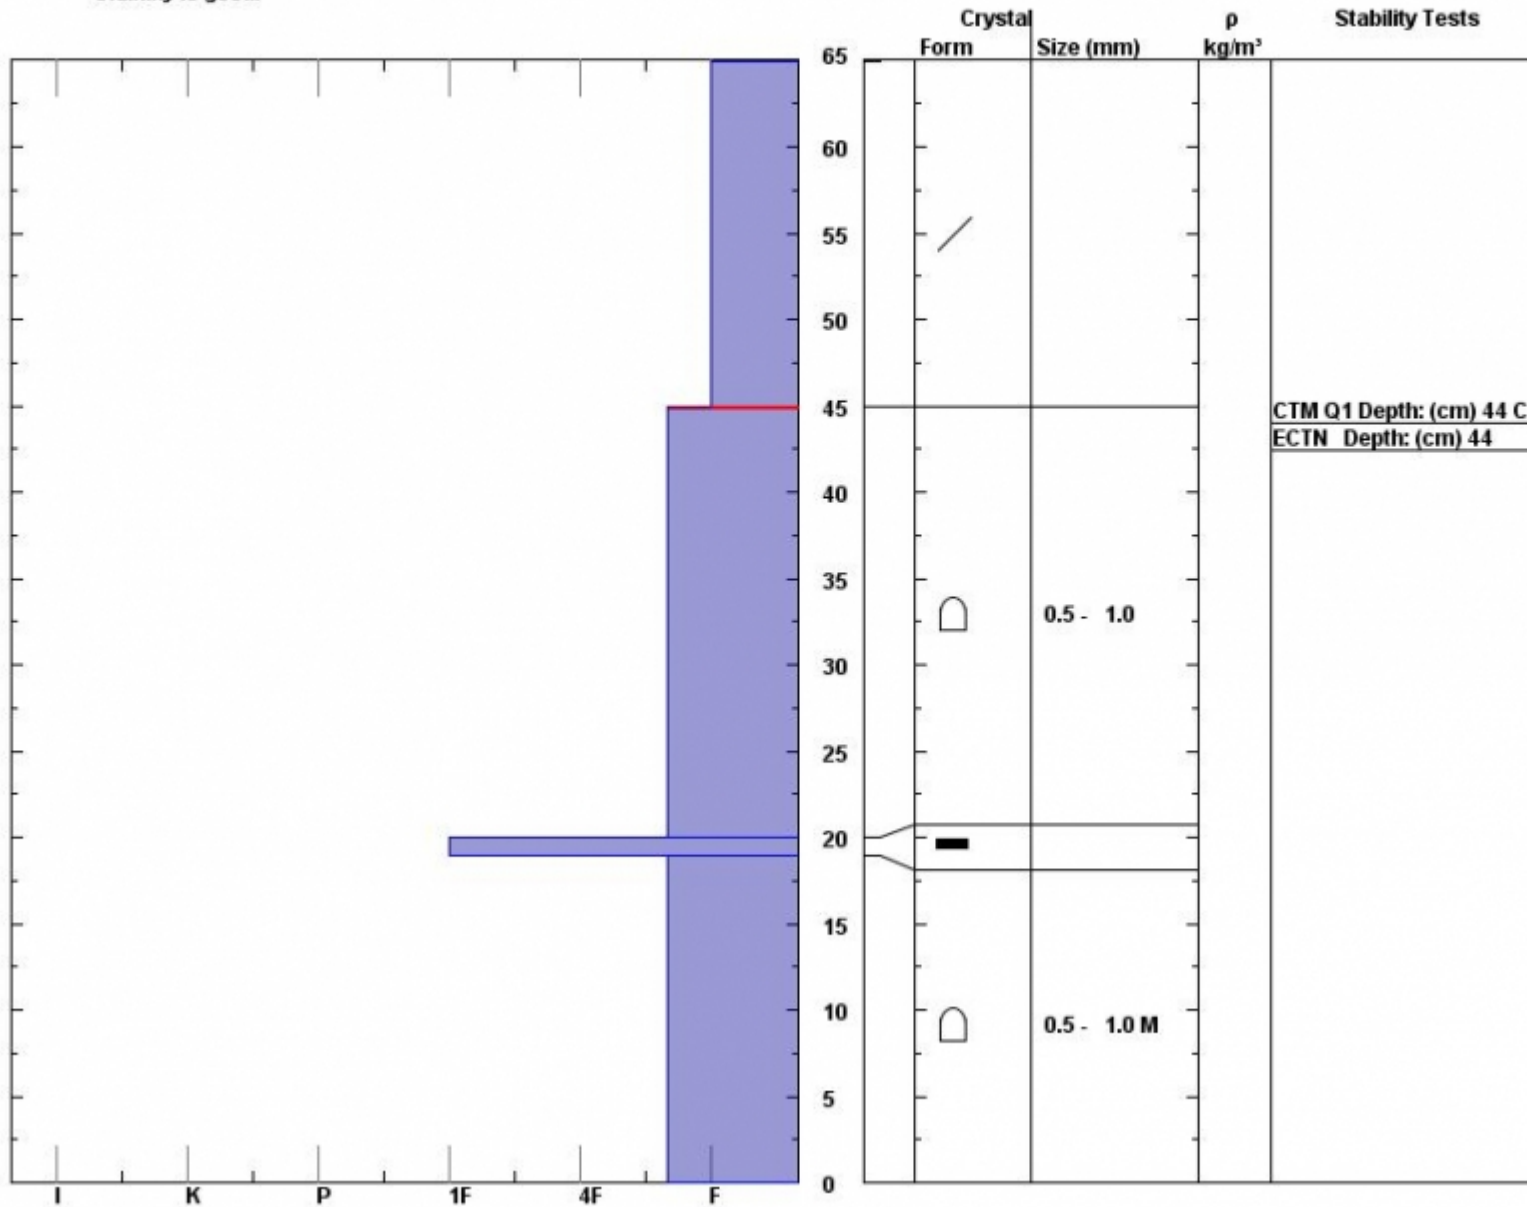 Crystal ρ Stability Tests
Form Size (mm) kg/m³
65
60
55
50
45
CTM Q1 Depth: (cm) 44 C
ECTN Depth: (cm) 44
40
35
0.5 - 1.0
30
25
20
15
10
0.5 - 1.0 M
5
0
I K P 1F 4F F